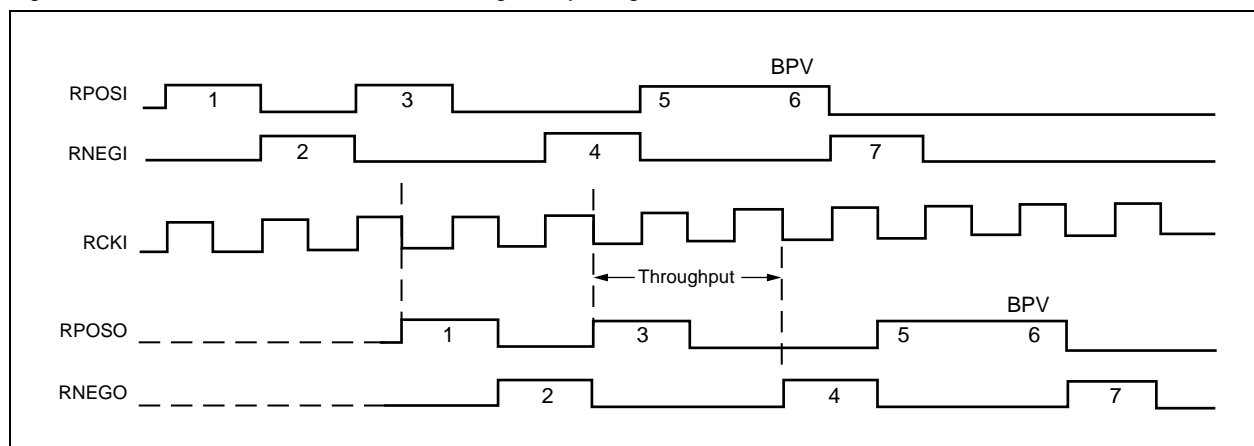 BPV
RPOSI 1 3 5 6
RNEGI 2 4 7
RCKI
Throughput
BPV
RPOSO 1 3 5 6
RNEGO 2 4 7